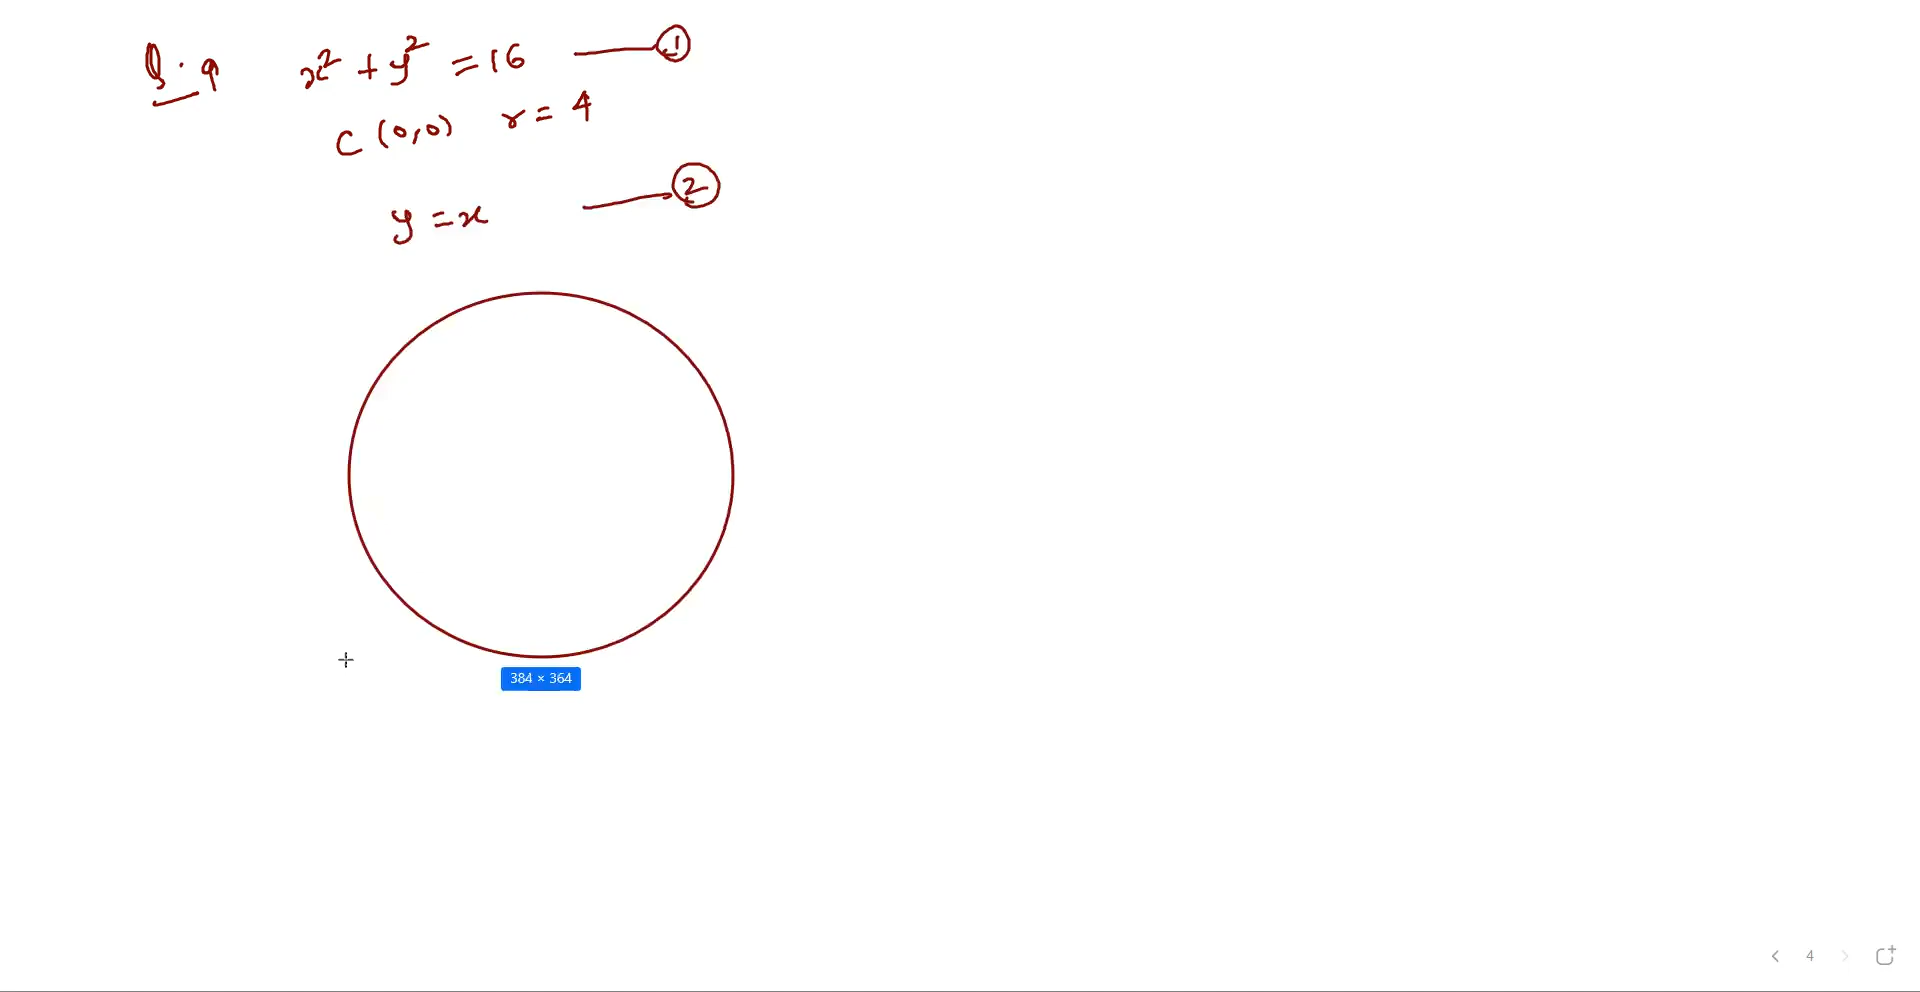 Q.9 x² + y² = 16 — ①
C (0,0) r = 4
y = x — ②
384 × 364
4